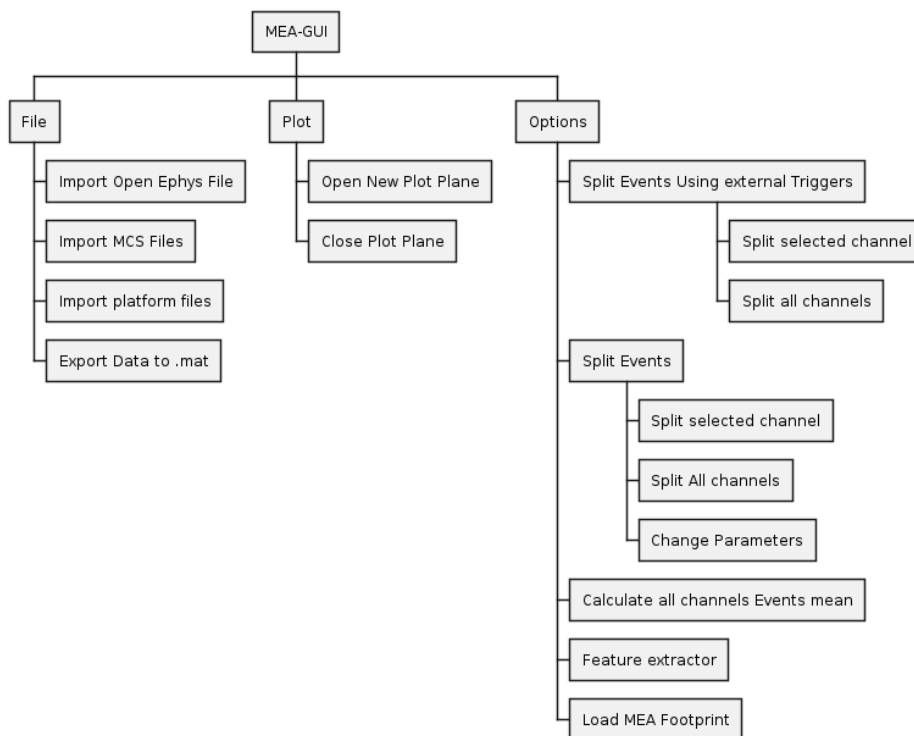 MEA-GUI
File
Import Open Ephys File
Import MCS Files
Import platform files
Export Data to .mat
Plot
Open New Plot Plane
Close Plot Plane
Options
Split Events Using external Triggers
Split selected channel
Split all channels
Split Events
Split selected channel
Split All channels
Change Parameters
Calculate all channels Events mean
Feature extractor
Load MEA Footprint